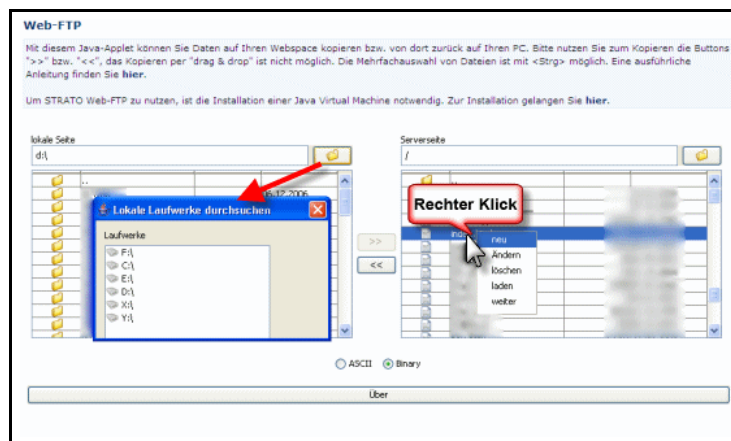 Web-FTP
Mit diesem Java-Applet können Sie Daten auf Ihren Webspace kopieren bzw. von dort zurück auf Ihren PC. Bitte nutzen Sie zum Kopieren die Buttons
">>" bzw. "<<", das Kopieren per "drag & drop" ist nicht möglich. Die Mehrfachauswahl von Dateien ist mit <Strg> möglich. Eine ausführliche
Anleitung finden Sie hier.
Um STRATO Web-FTP zu nutzen, ist die Installation einer Java Virtual Machine notwendig. Zur Installation gelangen Sie hier.
lokale Seite
d:\
..
Lokale Laufwerke durchsuchen
Laufwerke
F:\
C:\
E:\
D:\
X:\
Y:\
>>
<<
Serverseite
/
Rechter Klick
neu
Ändern
löschen
laden
weiter
ASCII Binary
Über